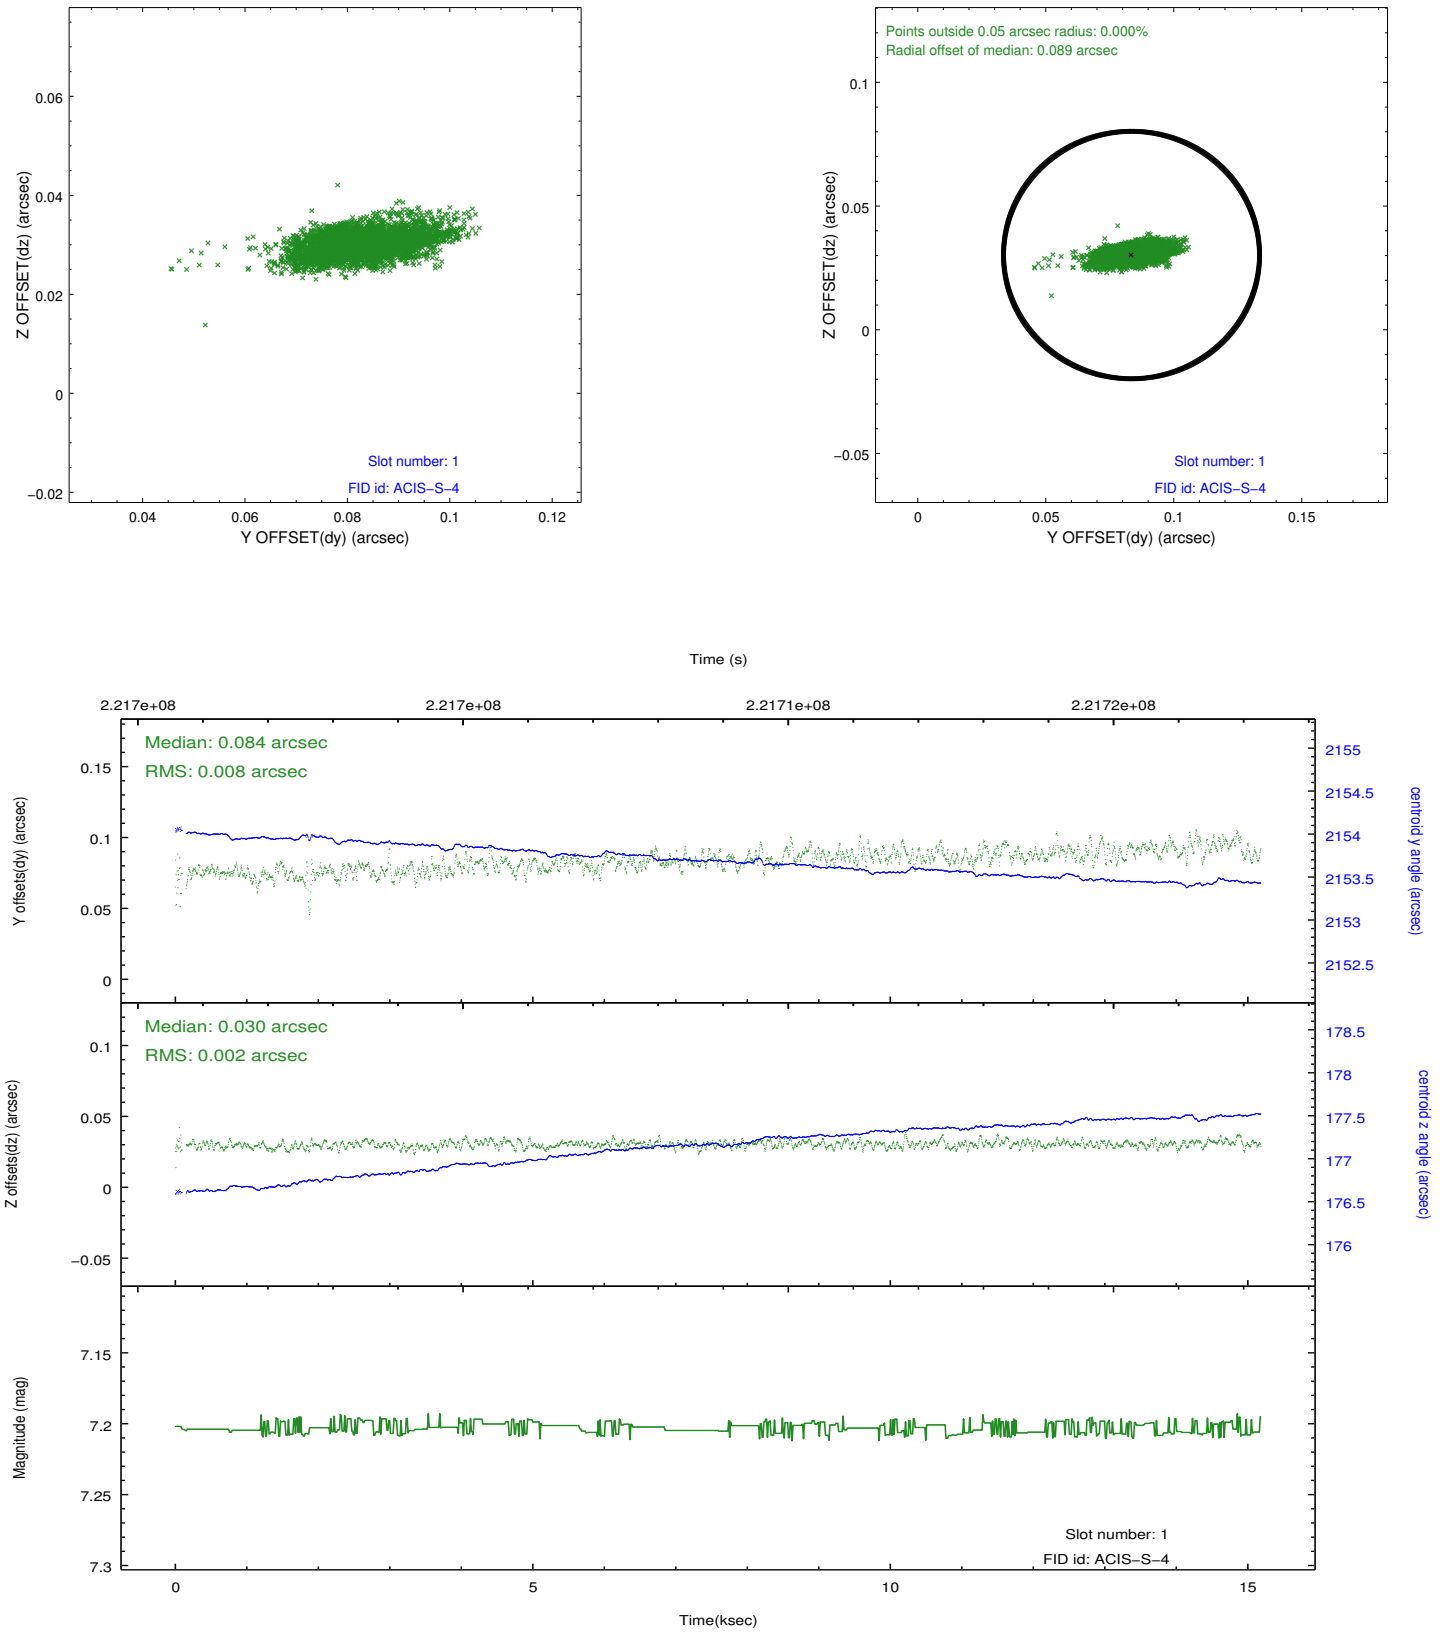 0.06
0.04
0.02
0
−0.02
Z OFFSET(dz) (arcsec)
Slot number: 1
FID id: ACIS−S−4
0.04 0.06 0.08 0.1 0.12
Y OFFSET(dy) (arcsec)
Points outside 0.05 arcsec radius: 0.000%
Radial offset of median: 0.089 arcsec
0.1
0.05
0
−0.05
Z OFFSET(dz) (arcsec)
Slot number: 1
FID id: ACIS−S−4
0 0.05 0.1 0.15
Y OFFSET(dy) (arcsec)
Time (s)
2.217e+08 2.217e+08 2.2171e+08 2.2172e+08
Median: 0.084 arcsec
RMS: 0.008 arcsec
0.15
0.1
0.05
0
Y offsets(dy) (arcsec)
2155
2154.5
2154
2153.5
2153
2152.5
centroid y angle (arcsec)
Median: 0.030 arcsec
RMS: 0.002 arcsec
0.1
0.05
0
−0.05
Z offsets(dz) (arcsec)
178.5
178
177.5
177
176.5
176
centroid z angle (arcsec)
7.15
7.2
7.25
7.3
Magnitude (mag)
Slot number: 1
FID id: ACIS−S−4
0 5 10 15
Time(ksec)